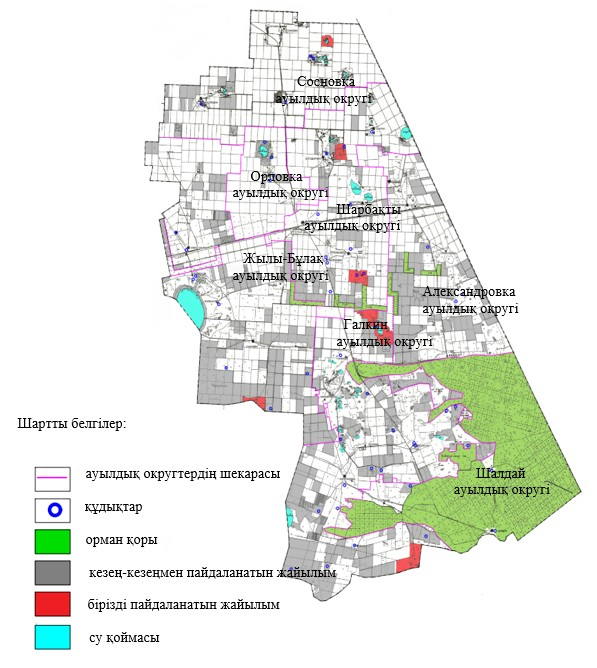 Сосновка
ауылдық округі
Орловка
ауылдық округі
Шарбақты
ауылдық округі
Жылы-Бұлақ
ауылдық округі
Александровка
ауылдық округі
Галкин
ауылдық округі
Шалдай
ауылдық округі
Шартты белгілер:
ауылдық округтердің шекарасы
құдықтар
орман қоры
кезең-кезеңмен пайдаланатын жайылым
бірізді пайдаланатын жайылым
су қоймасы